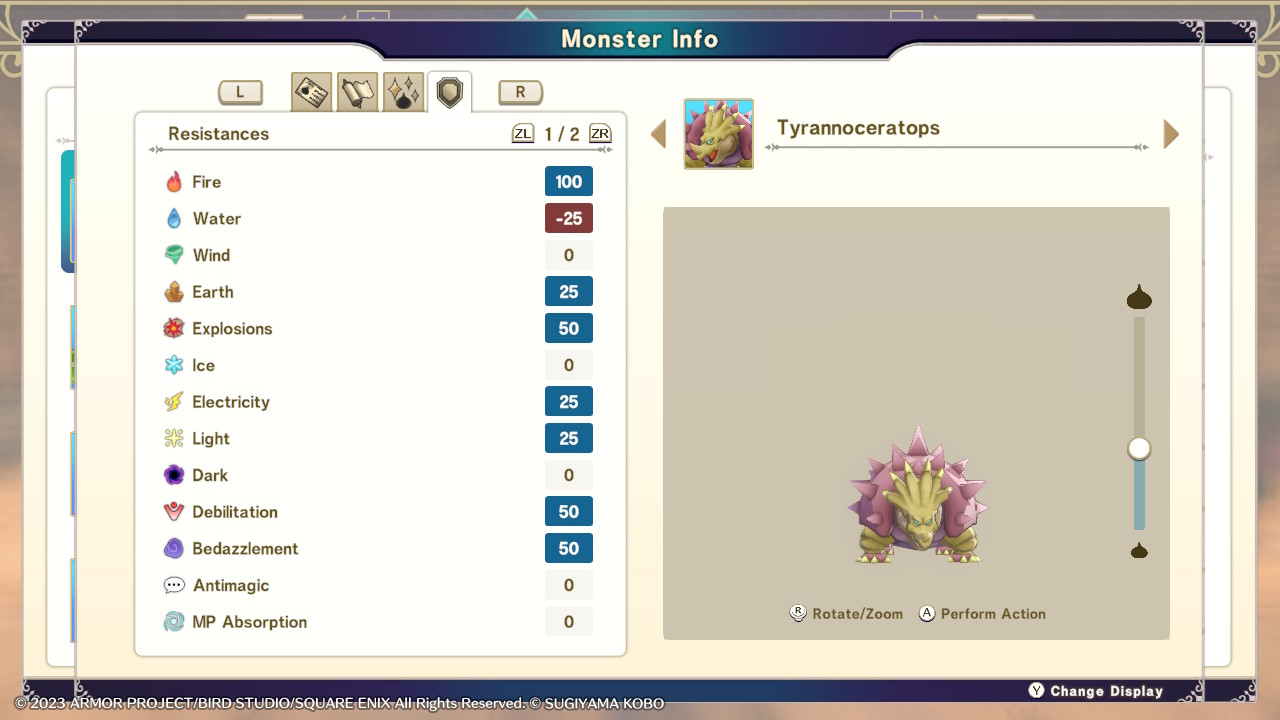 Monster Info
L
R
Resistances
ZL 1 / 2 ZR
Fire 100
Water -25
Wind 0
Earth 25
Explosions 50
Ice 0
Electricity 25
Light 25
Dark 0
Debilitation 50
Bedazzlement 50
Antimagic 0
MP Absorption 0
Tyrannoceratops
R Rotate/Zoom A Perform Action
Y Change Display
© 2023 ARMOR PROJECT/BIRD STUDIO/SQUARE ENIX All Rights Reserved. © SUGIYAMA KOBO